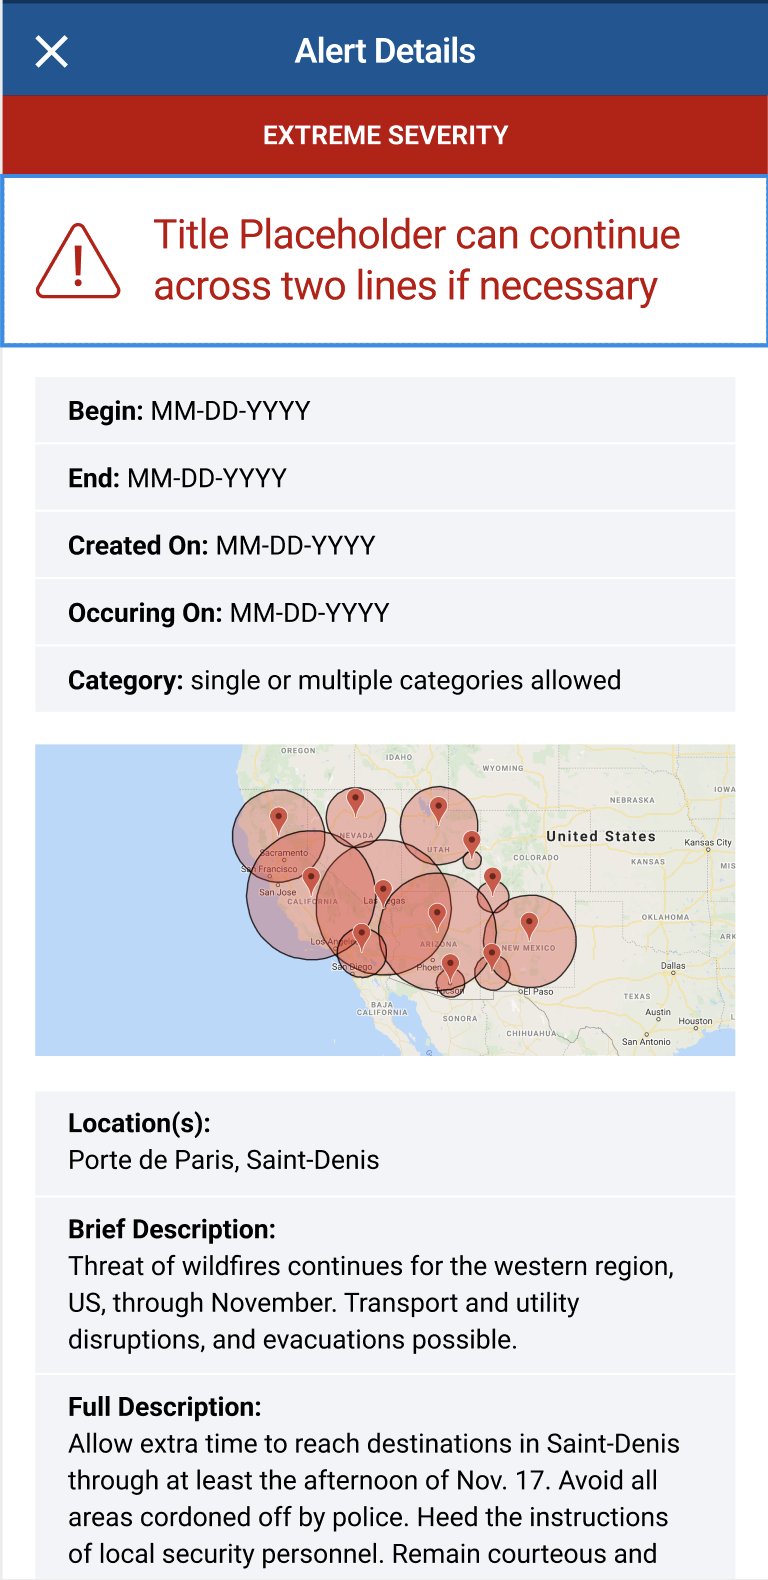 Alert Details
EXTREME SEVERITY
Title Placeholder can continue
across two lines if necessary
Begin: MM-DD-YYYY
End: MM-DD-YYYY
Created On: MM-DD-YYYY
Occuring On: MM-DD-YYYY
Category: single or multiple categories allowed
OREGON
IDAHO
WYOMING
IOWA
NEBRASKA
NEVADA
UTAH
United States
Kansas City
Sacramento
COLORADO
KANSAS
MIS
San Francisco
San Jose
CALIFORNIA
Las Vegas
OKLAHOMA
ARK
Los Angeles
ARIZONA
NEW MEXICO
San Diego
Phoen
Dallas
Tucson
El Paso
TEXAS
BAJA
CALIFORNIA
SONORA
Austin
Houston
CHIHUAHUA
San Antonio
Location(s):
Porte de Paris, Saint-Denis
Brief Description:
Threat of wildfires continues for the western region,
US, through November. Transport and utility
disruptions, and evacuations possible.
Full Description:
Allow extra time to reach destinations in Saint-Denis
through at least the afternoon of Nov. 17. Avoid all
areas cordoned off by police. Heed the instructions
of local security personnel. Remain courteous and